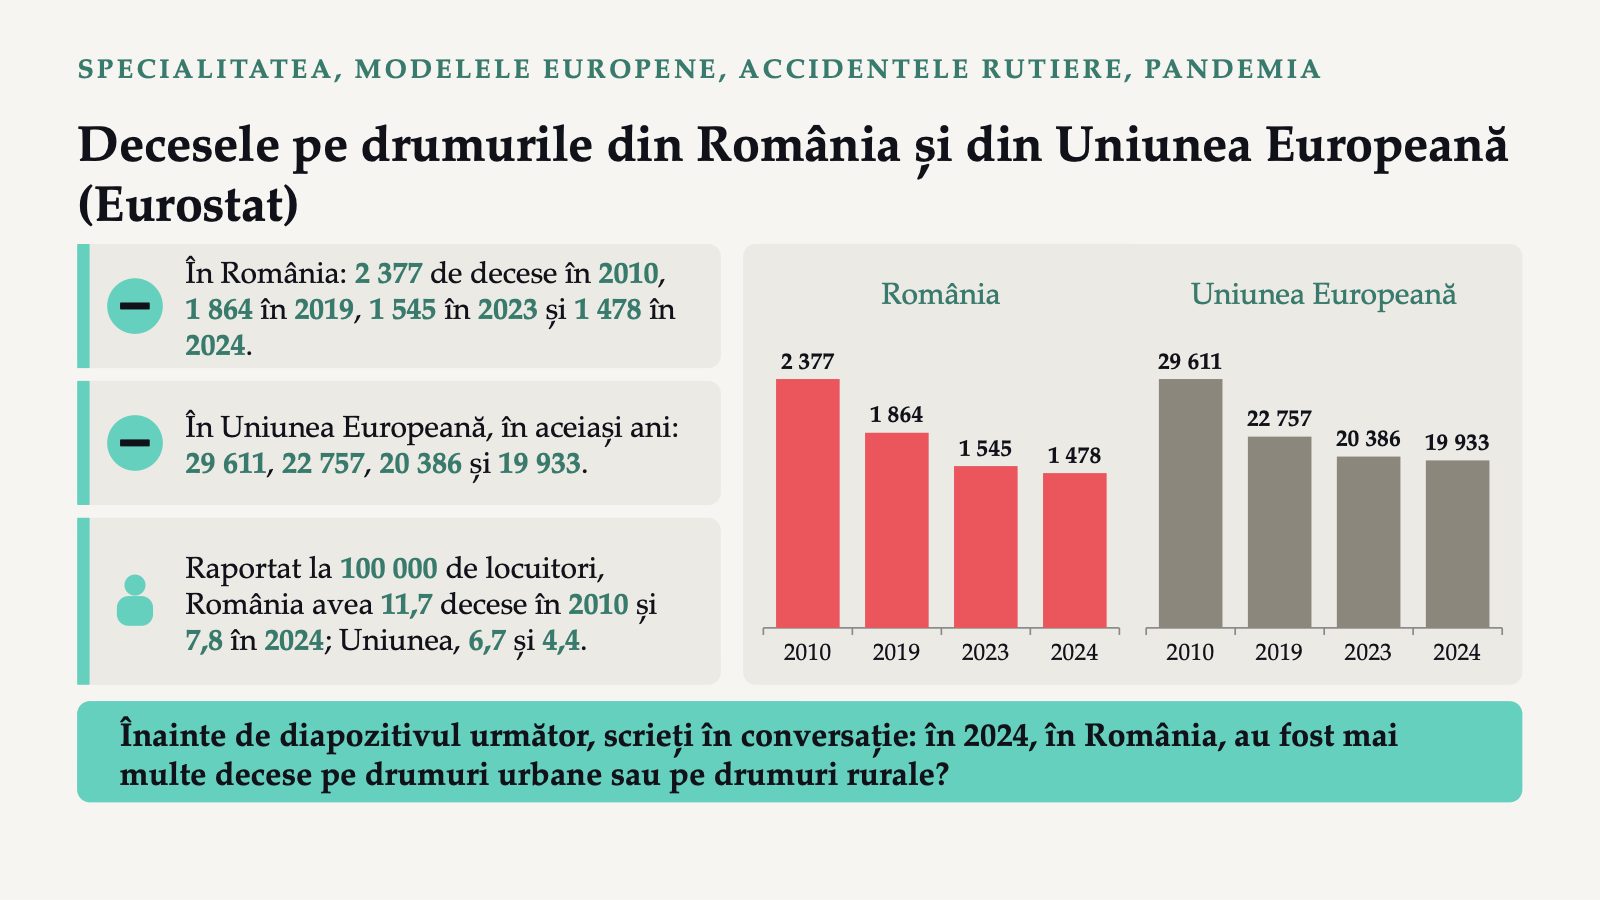 SPECIALITATEA, MODELELE EUROPENE, ACCIDENTELE RUTIERE, PANDEMIA
Decesele pe drumurile din România și din Uniunea Europeană
(Eurostat)
În România: 2 377 de decese în 2010,
1 864 în 2019, 1 545 în 2023 și 1 478 în
2024.
În Uniunea Europeană, în aceiași ani:
29 611, 22 757, 20 386 și 19 933.
Raportat la 100 000 de locuitori,
România avea 11,7 decese în 2010 și
7,8 în 2024; Uniunea, 6,7 și 4,4.
România
2 377
1 864
1 545
1 478
2010 2019 2023 2024
Uniunea Europeană
29 611
22 757
20 386
19 933
2010 2019 2023 2024
Înainte de diapozitivul următor, scrieți în conversație: în 2024, în România, au fost mai
multe decese pe drumuri urbane sau pe drumuri rurale?